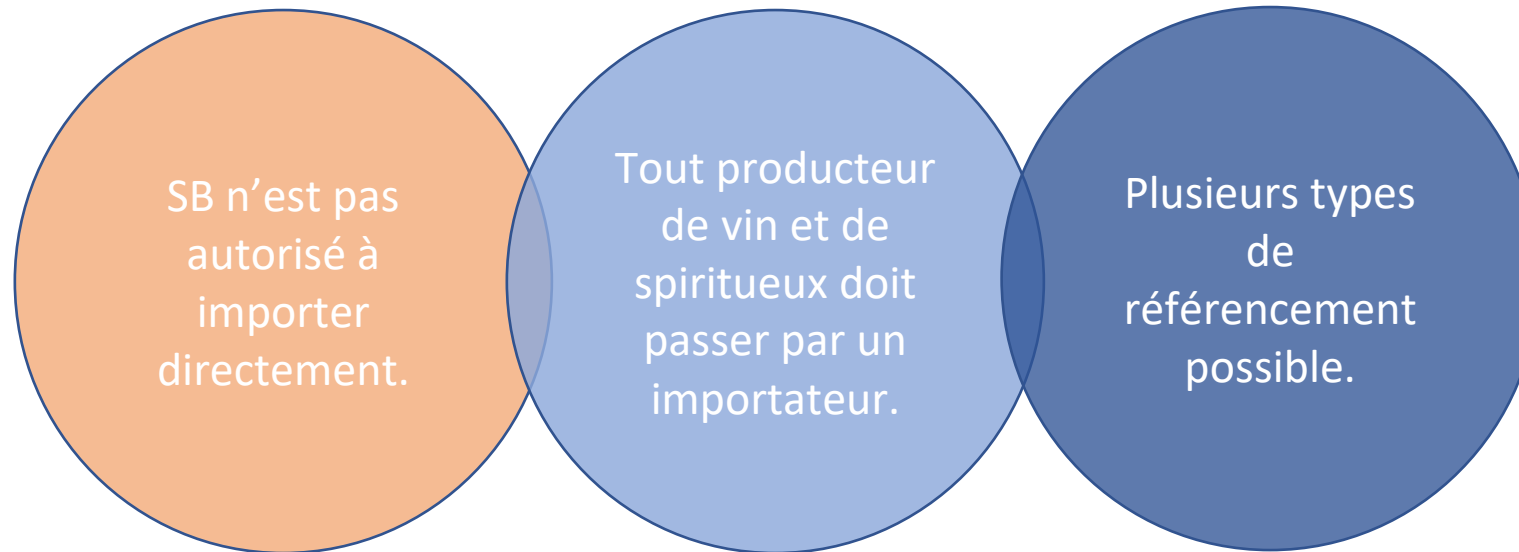 SB n’est pas
autorisé à
importer
directement.
Tout producteur
de vin et de
spiritueux doit
passer par un
importateur.
Plusieurs types
de
référencement
possible.